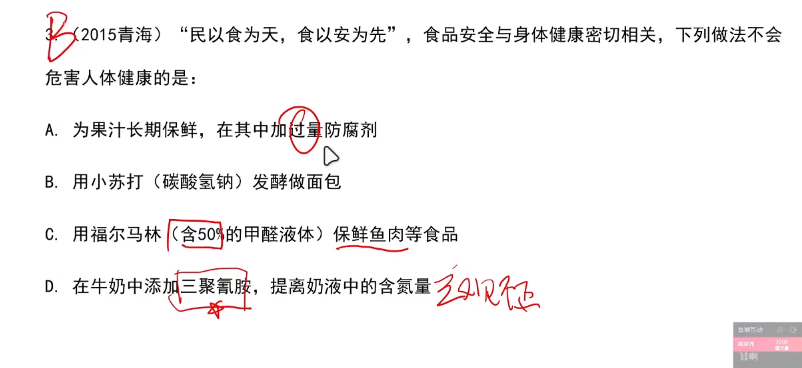 B
3.（2015青海）“民以食为天，食以安为先”，食品安全与身体健康密切相关，下列做法不会
危害人体健康的是：
A. 为果汁长期保鲜，在其中加过量防腐剂
B. 用小苏打（碳酸氢钠）发酵做面包
C. 用福尔马林（含50%的甲醛液体）保鲜鱼肉等食品
D. 在牛奶中添加三聚氰胺，提离奶液中的含氮量